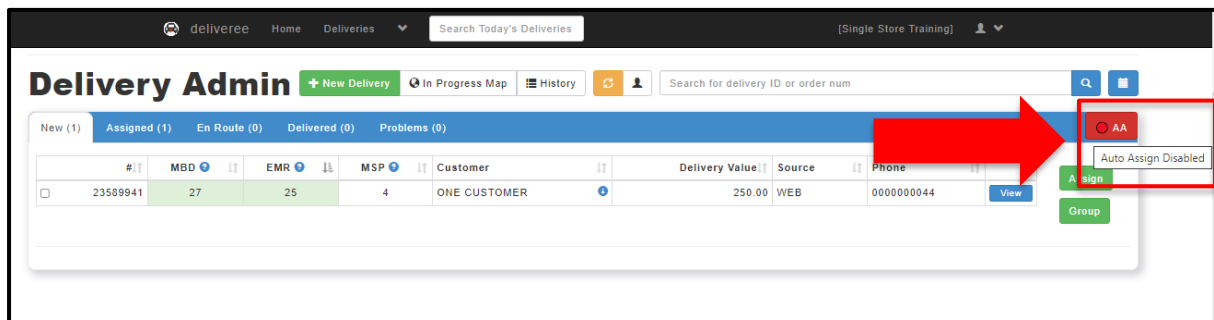 deliveree Home Deliveries Search Today's Deliveries [Single Store Training]
Delivery Admin + New Delivery In Progress Map History Search for delivery ID or order num
New (1) Assigned (1) En Route (0) Delivered (0) Problems (0) AA
Auto Assign Disabled
# MBD EMR MSP Customer Delivery Value Source Phone
Assign
23589941 27 25 4 ONE CUSTOMER 250.00 WEB 0000000044 View
Group